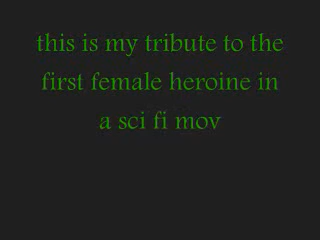 this is my tribute to the
first female heroine in
a sci fi mov